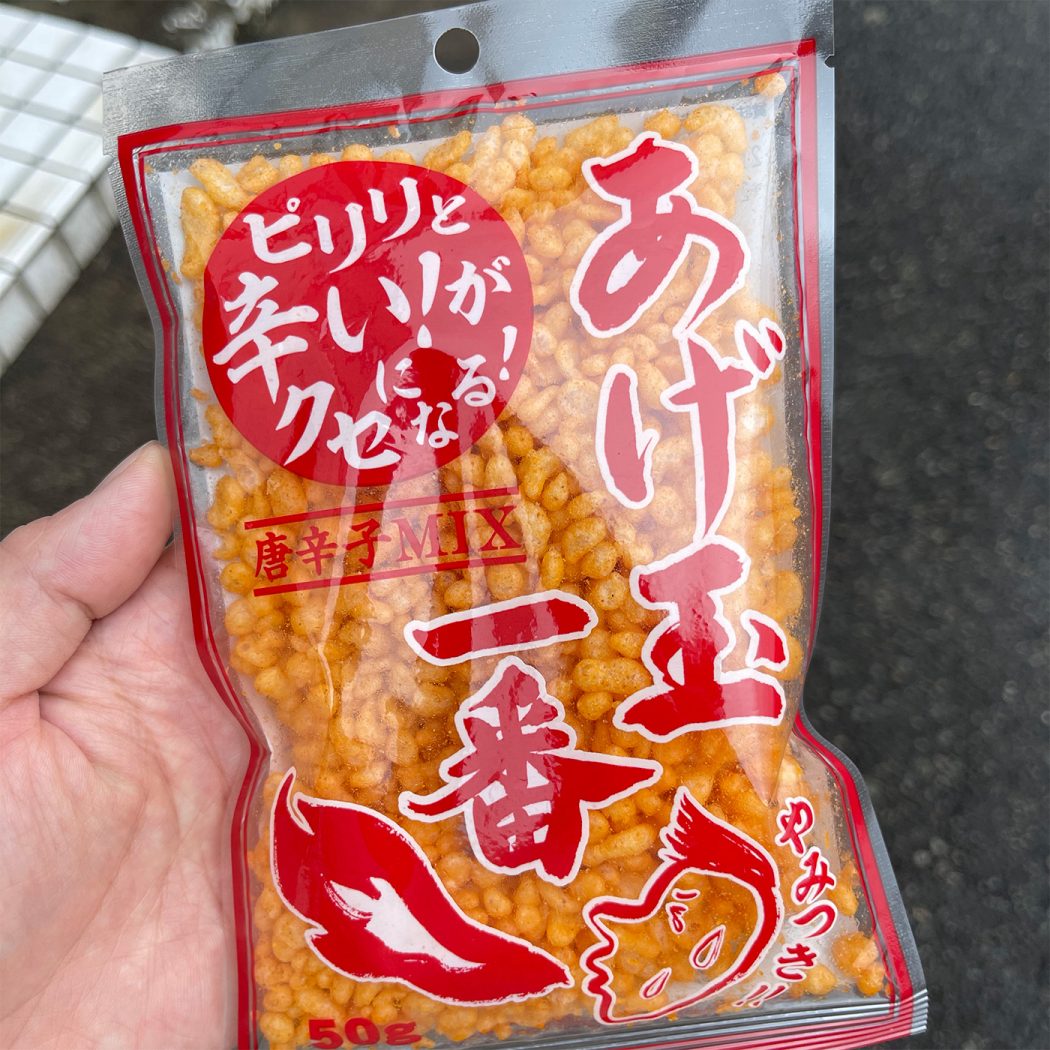 あげ玉
一番
ピリリと
辛い!が
クセになる!
唐辛子MIX
やみつき!!
50g